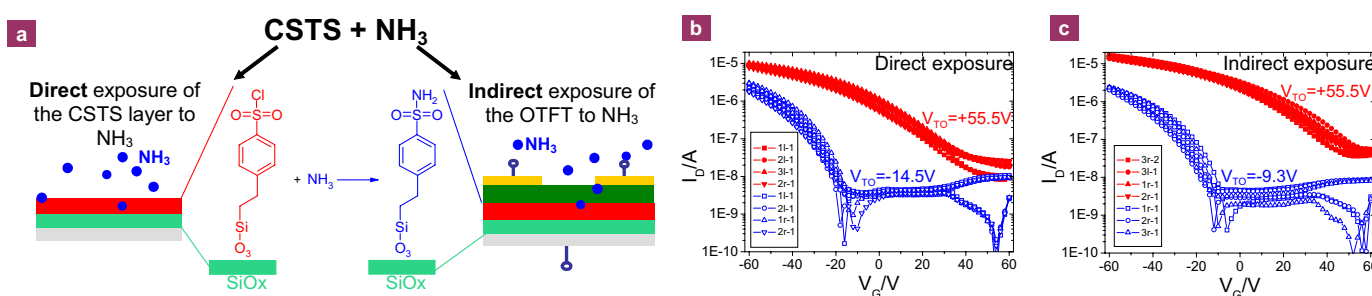 a
CSTS + NH3
Direct exposure of
the CSTS layer to
NH3
NH3
Cl
O=S=O
Si
O3
SiOx
+ NH3
NH2
O=S=O
Si
O3
SiOx
Indirect exposure of
the OTFT to NH3
NH3
b
Direct exposure
1E-5
1E-6
1E-7
1E-8
1E-9
1E-10
ID/A
VTO=+55.5V
VTO=-14.5V
1l-1
2l-1
3l-1
2r-1
1l-1
2l-1
1r-1
2r-1
-60 -40 -20 0 20 40 60
VG/V
c
Indirect exposure
1E-5
1E-6
1E-7
1E-8
1E-9
1E-10
ID/A
VTO=+55.5V
VTO=-9.3V
3r-2
3l-1
1r-1
2r-1
1r-1
2r-1
3r-1
-60 -40 -20 0 20 40 60
VG/V